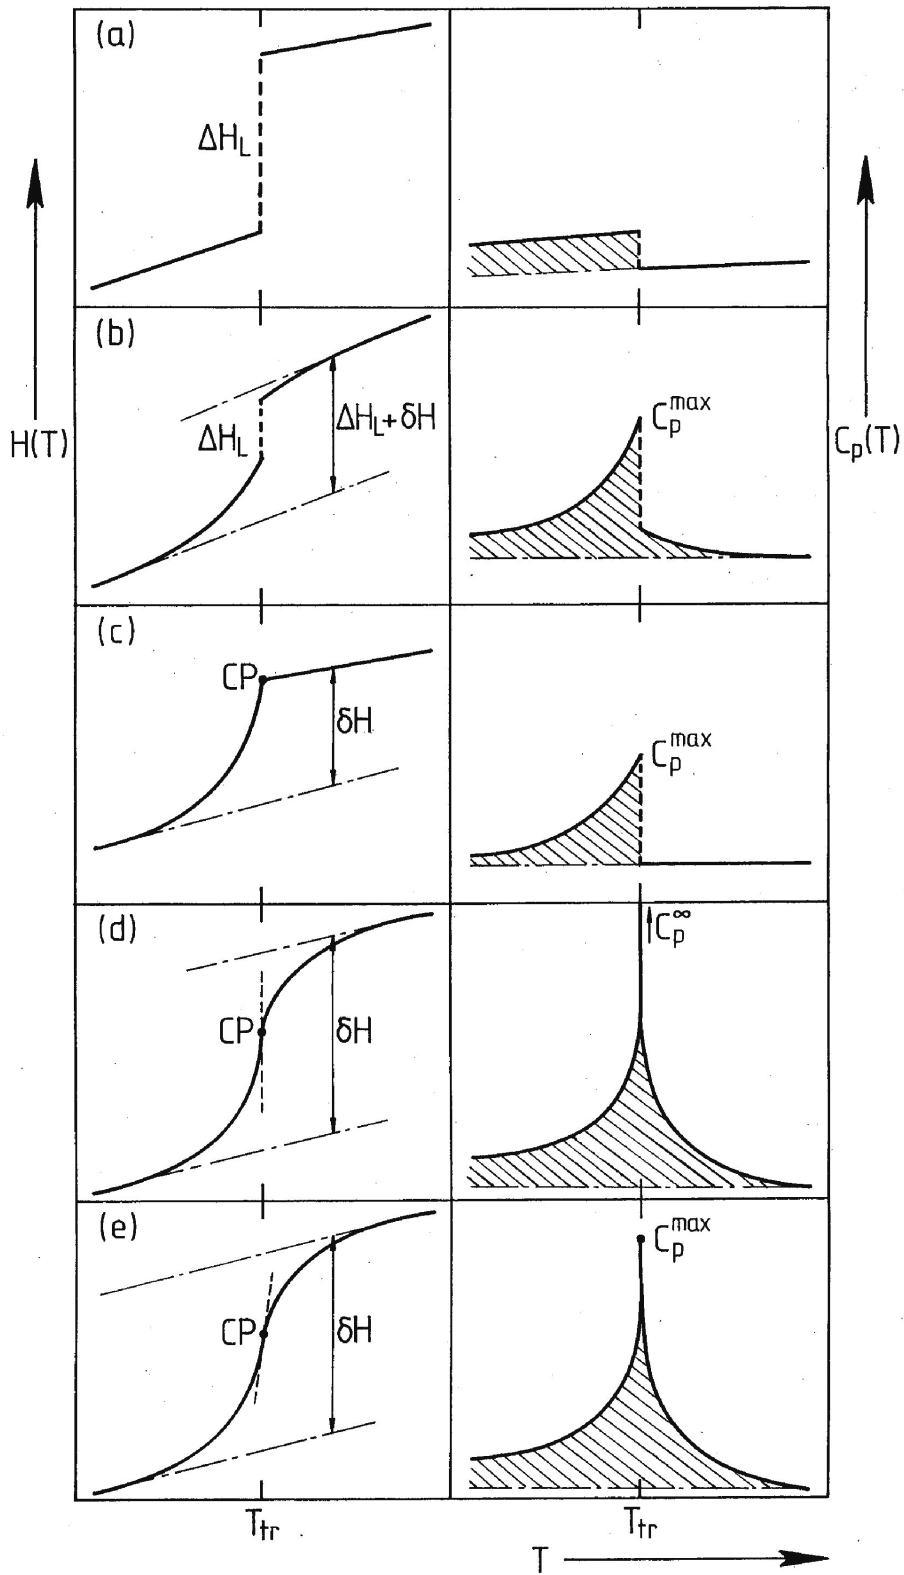 (a)
ΔH_L
(b)
ΔH_L
ΔH_L+δH
C_p^max
H(T)
C_p(T)
(c)
CP
δH
C_p^max
(d)
CP
δH
C_p^∞
(e)
CP
δH
C_p^max
T_tr
T_tr
T